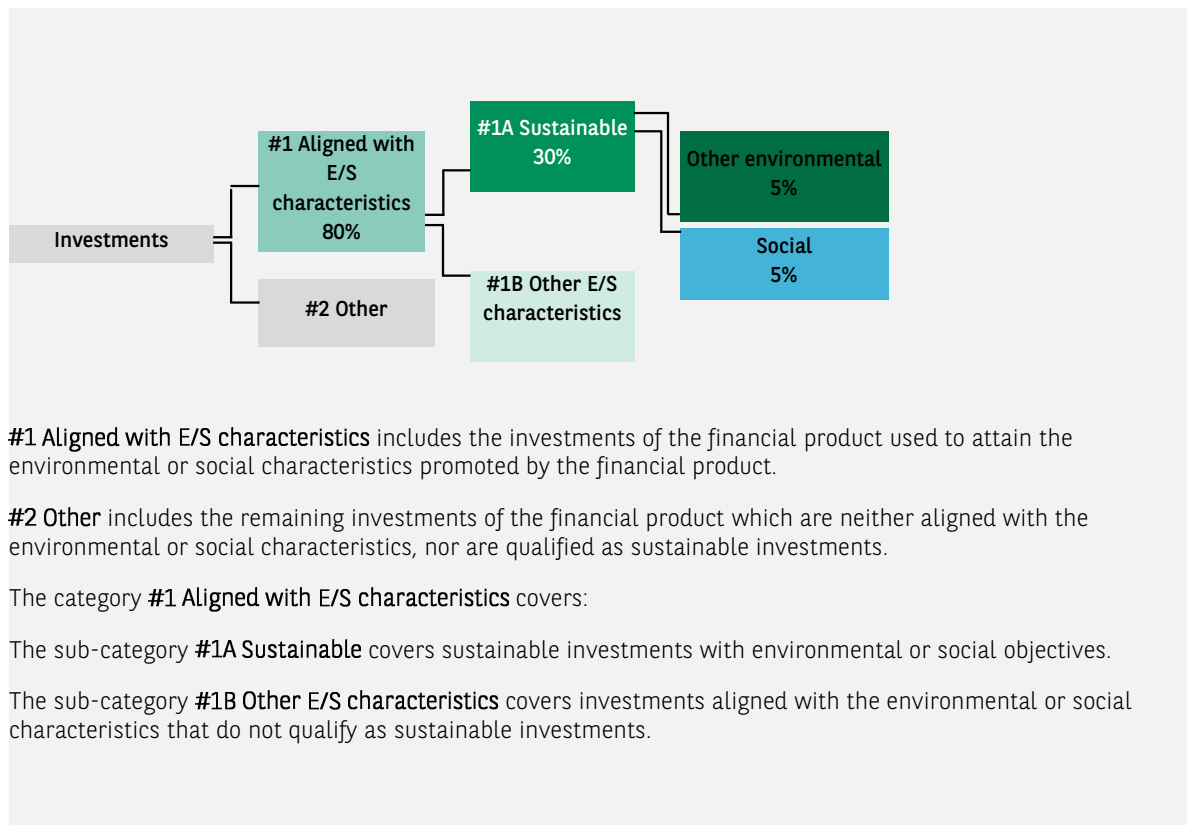 #1A Sustainable
30%
#1 Aligned with
E/S
characteristics
80%
Other environmental
5%
Investments
Social
5%
#2 Other
#1B Other E/S
characteristics
#1 Aligned with E/S characteristics includes the investments of the financial product used to attain the
environmental or social characteristics promoted by the financial product.
#2 Other includes the remaining investments of the financial product which are neither aligned with the
environmental or social characteristics, nor are qualified as sustainable investments.
The category #1 Aligned with E/S characteristics covers:
The sub-category #1A Sustainable covers sustainable investments with environmental or social objectives.
The sub-category #1B Other E/S characteristics covers investments aligned with the environmental or social
characteristics that do not qualify as sustainable investments.